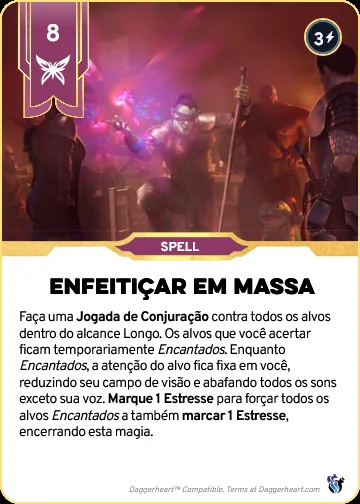 8
3
SPELL
ENFEITIÇAR EM MASSA
Faça uma Jogada de Conjuração contra todos os alvos
dentro do alcance Longo. Os alvos que você acertar
ficam temporariamente Encantados. Enquanto
Encantados, a atenção do alvo fica fixa em você,
reduzindo seu campo de visão e abafando todos os sons
exceto sua voz. Marque 1 Estresse para forçar todos os
alvos Encantados a também marcar 1 Estresse,
encerrando esta magia.
Daggerheart™ Compatible. Terms at Daggerheart.com